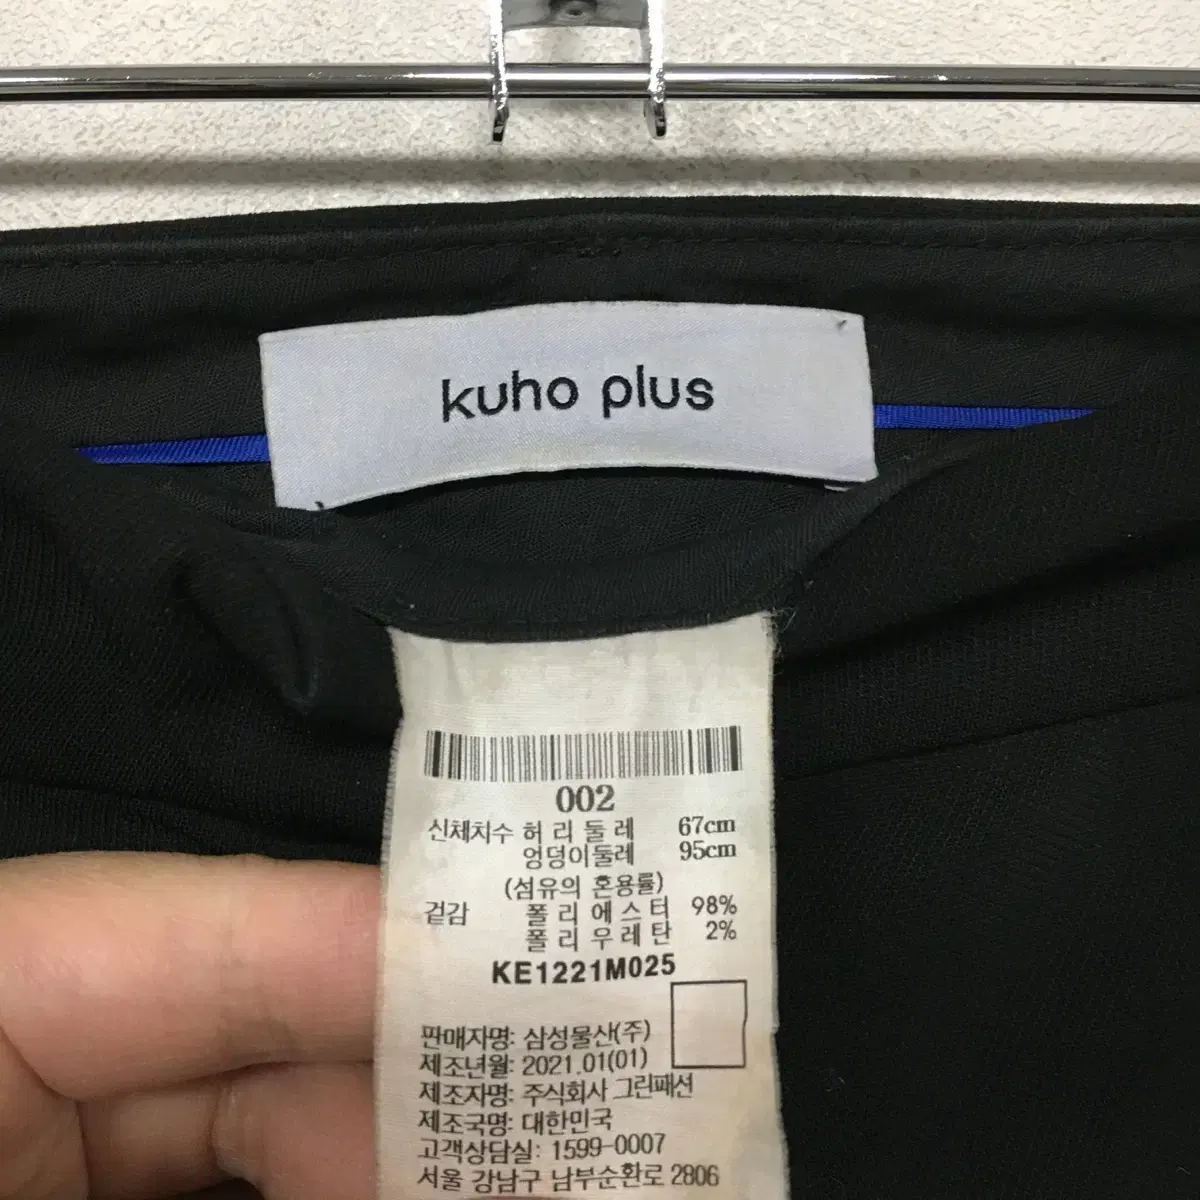 kuho plus
002
신체치수 허 리 둘 레 67cm
엉덩이둘레 95cm
(섬유의 혼용률)
겉감 폴 리 에 스 터 98%
폴 리 우 레 탄 2%
KE1221M025
판매자명: 삼성물산(주)
제조년월: 2021.01(01)
제조자명: 주식회사 그린패션
제조국명: 대한민국
고객상담실: 1599-0007
서울 강남구 남부순환로 2806